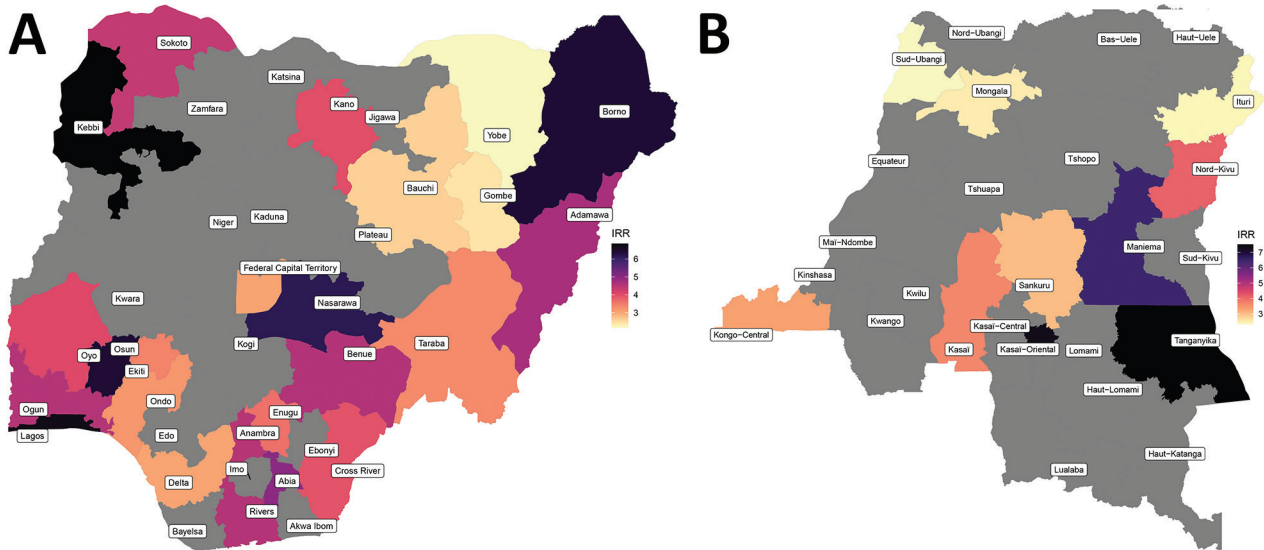 A
Sokoto
Katsina
Zamfara
Kano
Jigawa
Kebbi
Yobe
Borno
Bauchi
Gombe
Adamawa
Niger
Kaduna
Plateau
Federal Capital Territory
Nasarawa
Kwara
Kogi
Benue
Taraba
Oyo
Osun
Ekiti
Ogun
Ondo
Lagos
Edo
Enugu
Anambra
Ebonyi
Imo
Cross River
Delta
Abia
Rivers
Bayelsa
Akwa Ibom
IRR
6
5
4
3
B
Nord-Ubangi
Bas-Uele
Haut-Uele
Sud-Ubangi
Mongala
Ituri
Equateur
Tshopo
Nord-Kivu
Tshuapa
Maï-Ndombe
Maniema
Sud-Kivu
Kinshasa
Sankuru
Kwilu
Kongo-Central
Kwango
Kasaï-Central
Kasaï
Kasaï-Oriental
Lomami
Tanganyika
Haut-Lomami
Haut-Katanga
Lualaba
IRR
7
6
5
4
3